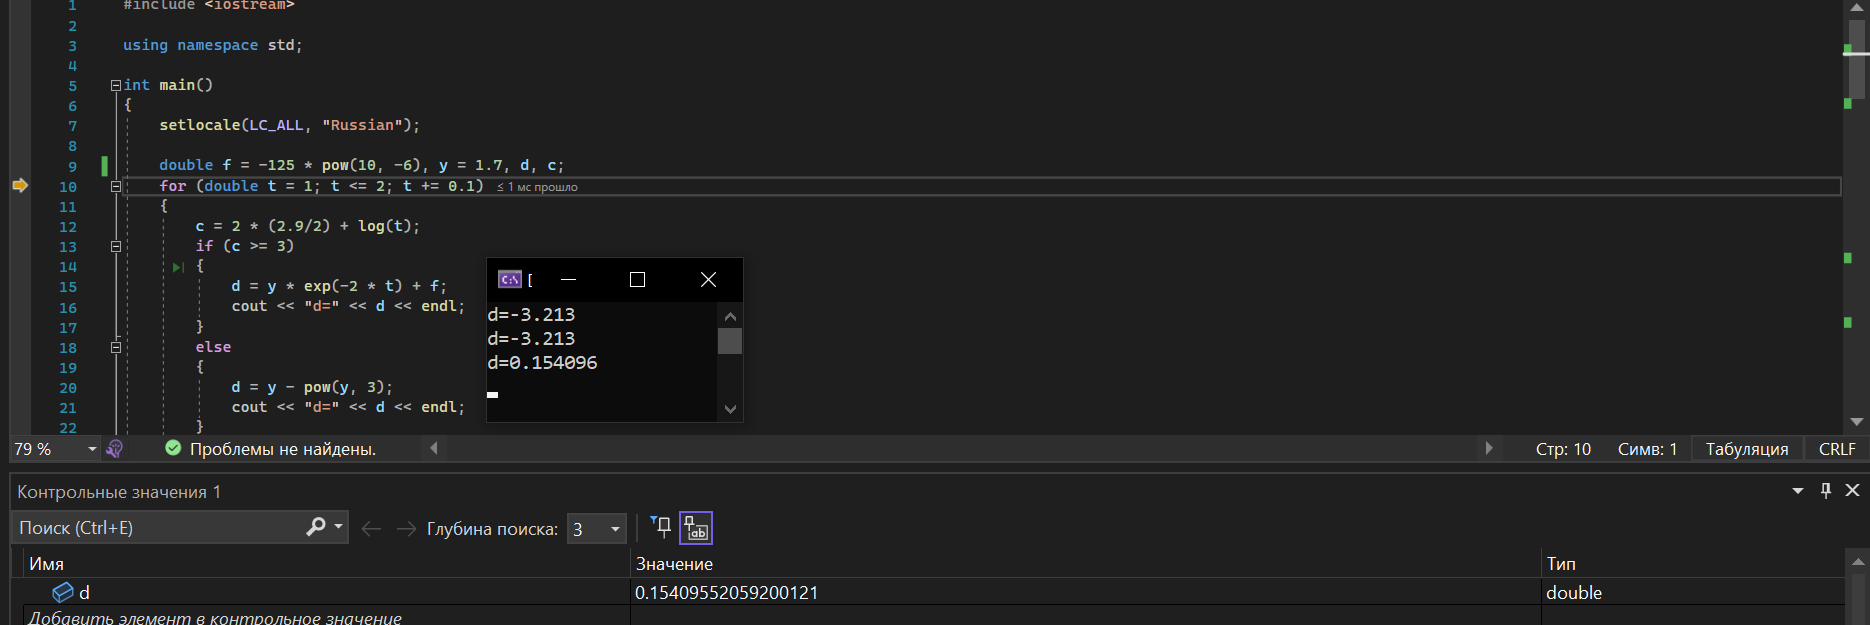 1 #include <iostream>
2
3 using namespace std;
4
5 int main()
6 {
7 setlocale(LC_ALL, "Russian");
8
9 double f = -125 * pow(10, -6), y = 1.7, d, c;
10 for (double t = 1; t <= 2; t += 0.1) ≤ 1 мс прошло
11 {
12 c = 2 * (2.9/2) + log(t);
13 if (c >= 3)
14 {
15 d = y * exp(-2 * t) + f;
16 cout << "d=" << d << endl;
17 }
18 else
19 {
20 d = y - pow(y, 3);
21 cout << "d=" << d << endl;
22 }
C:\ [
d=-3.213
d=-3.213
d=0.154096
79 % Проблемы не найдены. Стр: 10 Симв: 1 Табуляция CRLF
Контрольные значения 1
Поиск (Ctrl+E) Глубина поиска: 3 ab
Имя Значение Тип
d 0.15409552059200121 double
Добавить элемент в контрольное значение